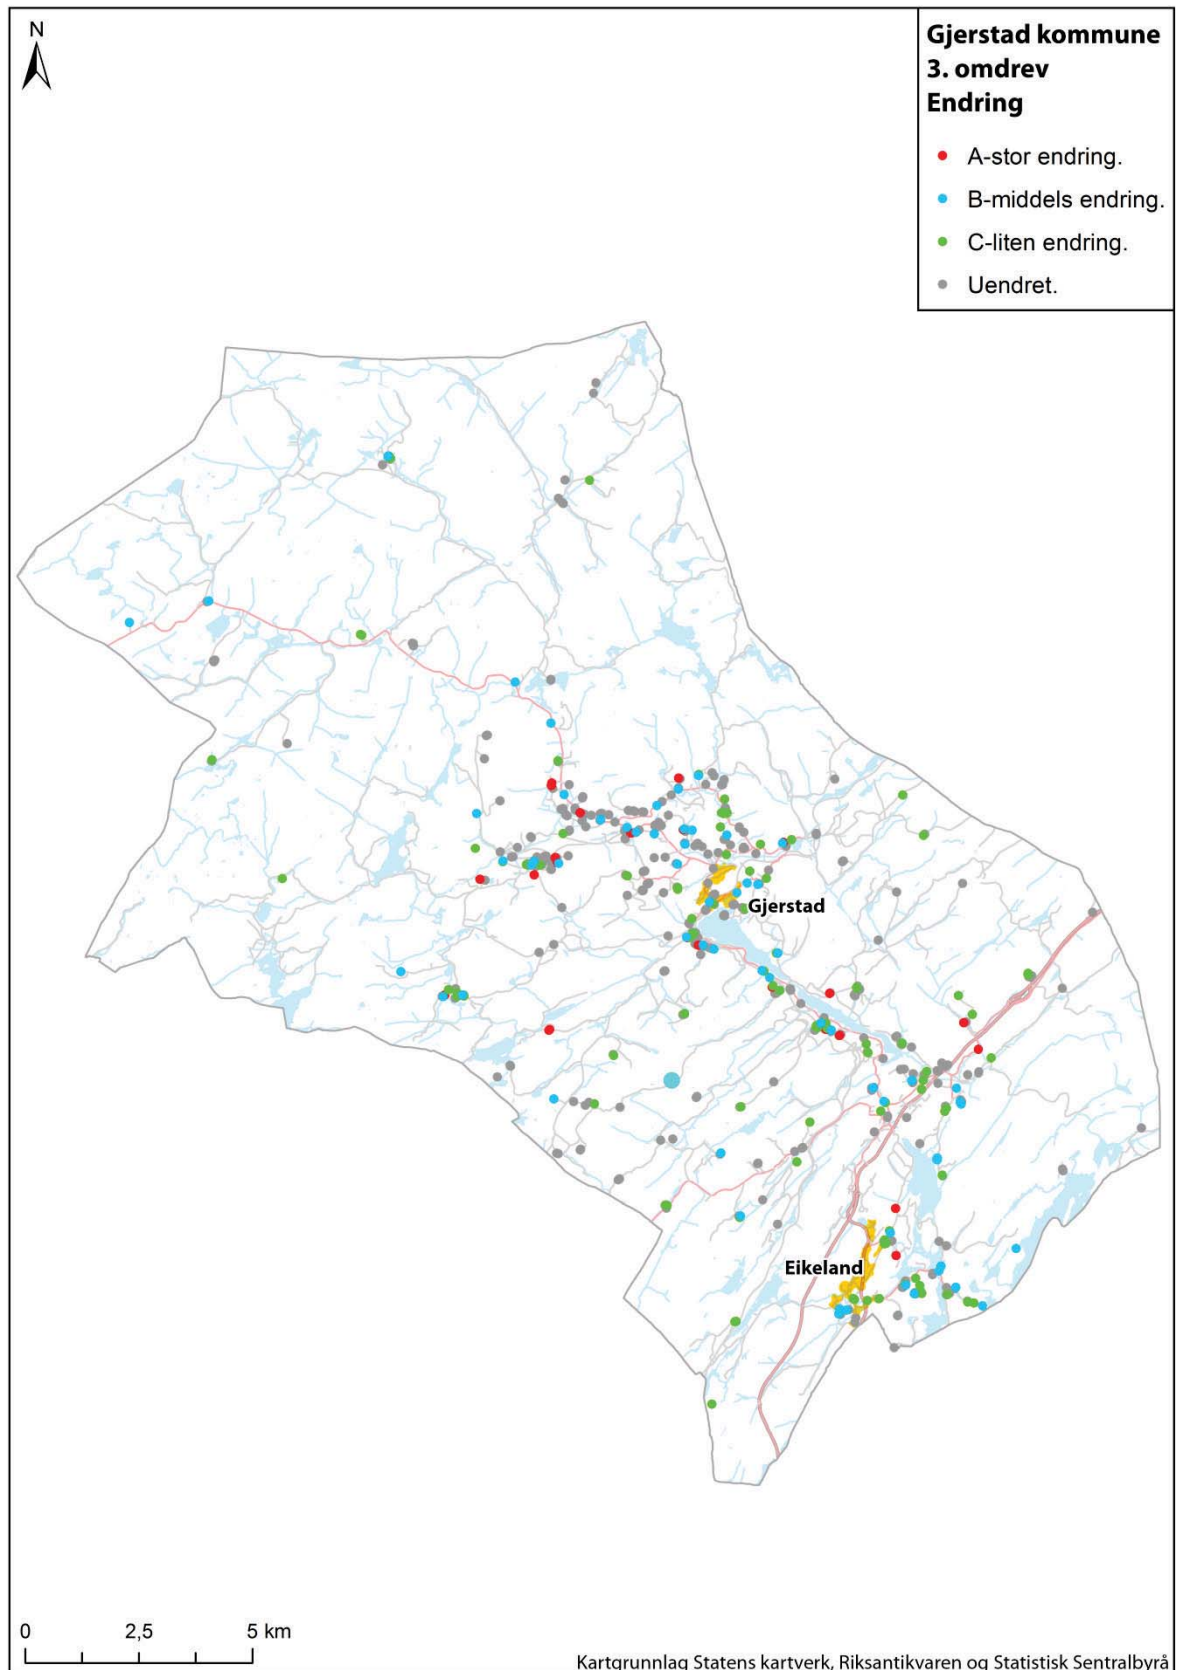 N
Gjerstad kommune
3. omdrev
Endring
A-stor endring.
B-middels endring.
C-liten endring.
Uendret.
Gjerstad
Eikeland
0 2,5 5 km
Kartgrunnlag Statens kartverk, Riksantikvaren og Statistisk Sentralbyrå